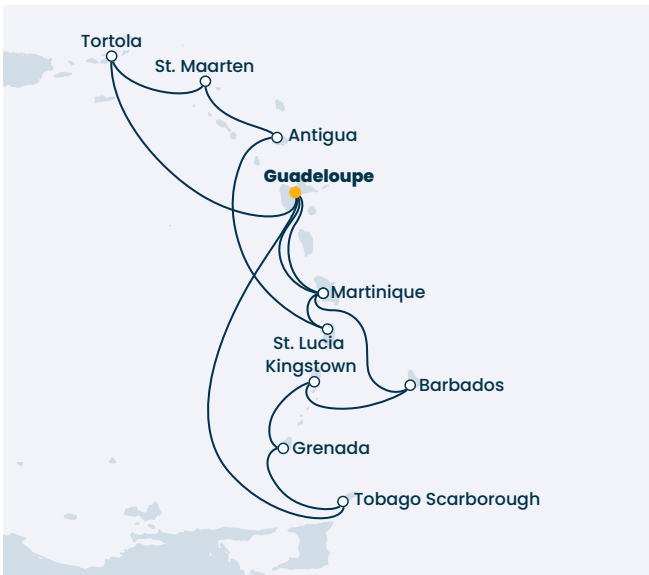 Tortola
St. Maarten
Antigua
Guadeloupe
Martinique
St. Lucia
Kingstown
Barbados
Grenada
Tobago Scarborough